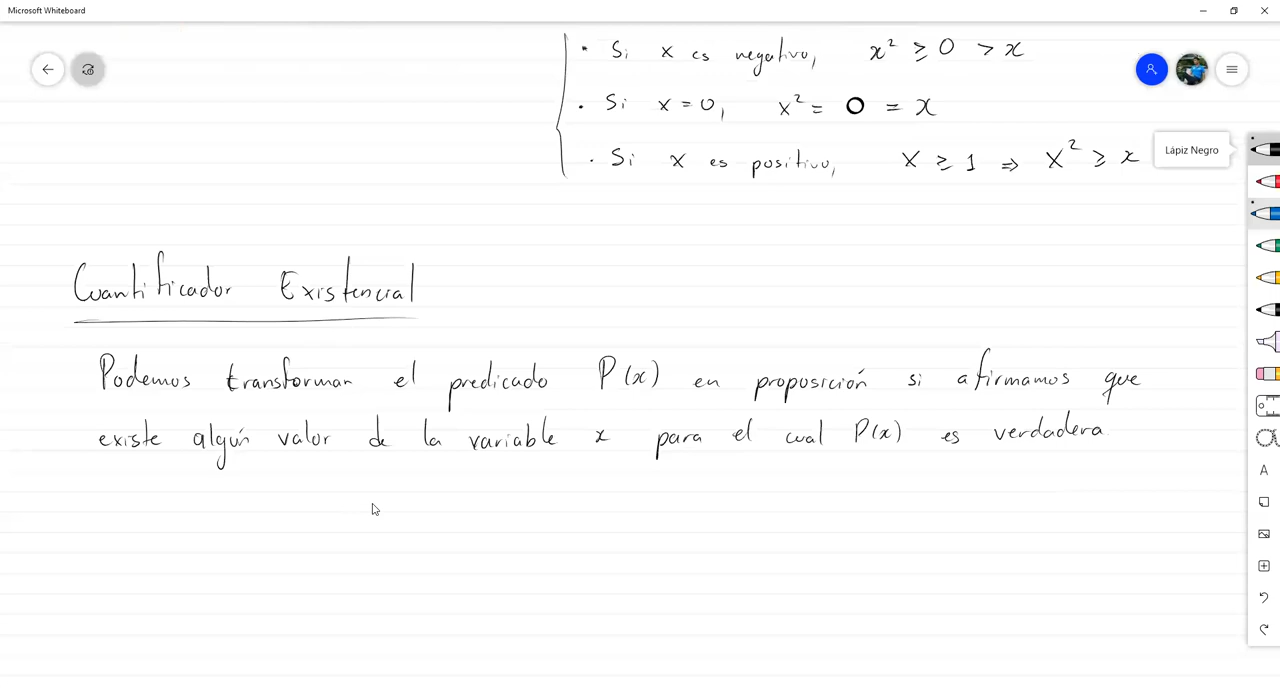 Microsoft Whiteboard
• Si x es negativo, x² ≥ 0 > x
• Si x = 0, x² = 0 = x
• Si x es positivo, x ≥ 1 ⇒ x² ≥ x
Lápiz Negro
Cuantificador Existencial
Podemos transformar el predicado P(x) en proposición si afirmamos que
existe algún valor de la variable x para el cual P(x) es verdadera.
A